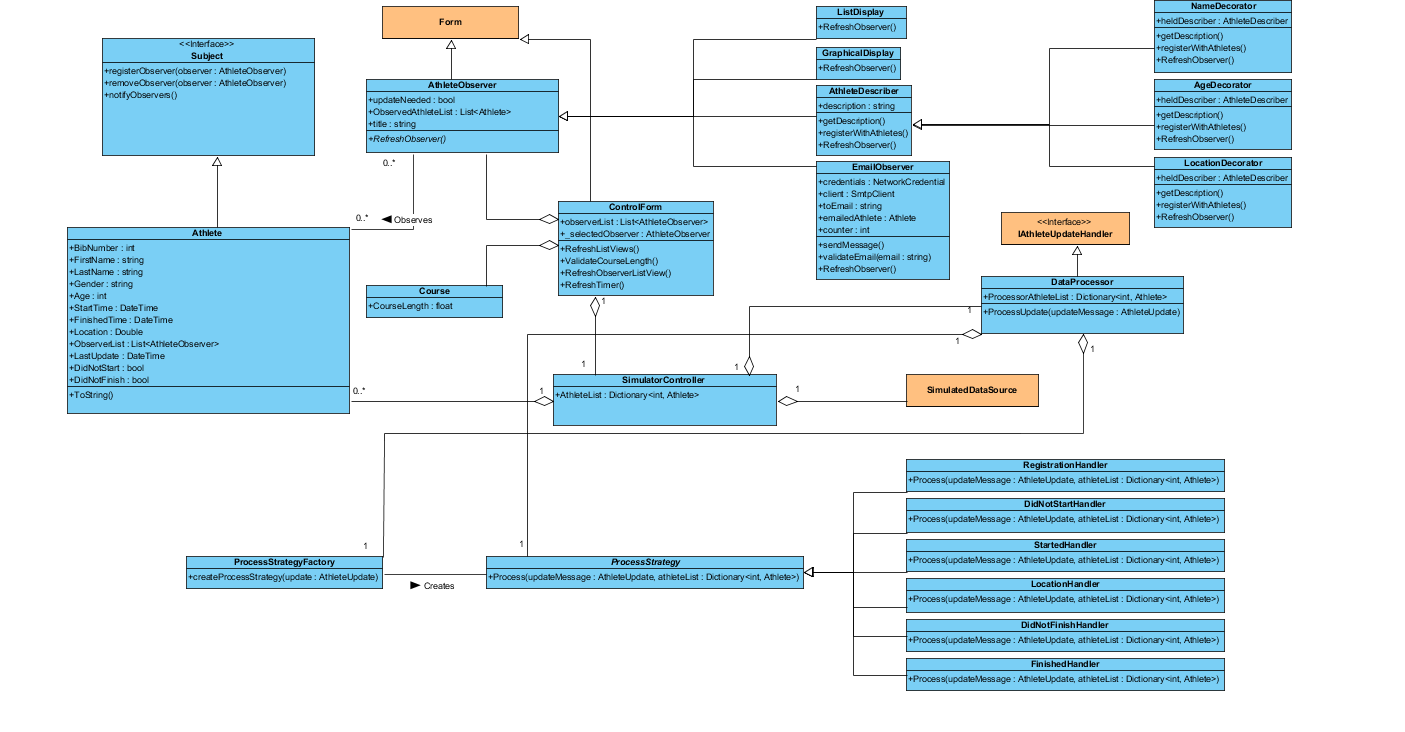 Form
<<Interface>>
Subject
+registerObserver(observer : AthleteObserver)
+removeObserver(observer : AthleteObserver)
+notifyObservers()
AthleteObserver
+updateNeeded : bool
+ObservedAthleteList : List<Athlete>
+title : string
+RefreshObserver()
ListDisplay
+RefreshObserver()
GraphicalDisplay
+RefreshObserver()
AthleteDescriber
+description : string
+getDescription()
+registerWithAthletes()
+RefreshObserver()
EmailObserver
+credentials : NetworkCredential
+client : SmtpClient
+toEmail : string
+emailedAthlete : Athlete
+counter : int
+sendMessage()
+validateEmail(email : string)
+RefreshObserver()
NameDecorator
+heldDescriber : AthleteDescriber
+getDescription()
+registerWithAthletes()
+RefreshObserver()
AgeDecorator
+heldDescriber : AthleteDescriber
+getDescription()
+registerWithAthletes()
+RefreshObserver()
LocationDecorator
+heldDescriber : AthleteDescriber
+getDescription()
+registerWithAthletes()
+RefreshObserver()
0..*
0..*
Observes
ControlForm
+observerList : List<AthleteObserver>
+_selectedObserver : AthleteObserver
+RefreshListViews()
+ValidateCourseLength()
+RefreshObserverListView()
+RefreshTimer()
<<Interface>>
IAthleteUpdateHandler
Athlete
+BibNumber : int
+FirstName : string
+LastName : string
+Gender : string
+Age : int
+StartTime : DateTime
+FinishedTime : DateTime
+Location : Double
+ObserverList : List<AthleteObserver>
+LastUpdate : DateTime
+DidNotStart : bool
+DidNotFinish : bool
+ToString()
Course
+CourseLength : float
DataProcessor
+ProcessorAthleteList : Dictionary<int, Athlete>
+ProcessUpdate(updateMessage : AthleteUpdate)
1
1
1
1
1
1
0..*
1
1
SimulatorController
+AthleteList : Dictionary<int, Athlete>
SimulatedDataSource
RegistrationHandler
+Process(updateMessage : AthleteUpdate, athleteList : Dictionary<int, Athlete>)
DidNotStartHandler
+Process(updateMessage : AthleteUpdate, athleteList : Dictionary<int, Athlete>)
StartedHandler
+Process(updateMessage : AthleteUpdate, athleteList : Dictionary<int, Athlete>)
LocationHandler
+Process(updateMessage : AthleteUpdate, athleteList : Dictionary<int, Athlete>)
DidNotFinishHandler
+Process(updateMessage : AthleteUpdate, athleteList : Dictionary<int, Athlete>)
FinishedHandler
+Process(updateMessage : AthleteUpdate, athleteList : Dictionary<int, Athlete>)
1
1
ProcessStrategyFactory
+createProcessStrategy(update : AthleteUpdate)
Creates
ProcessStrategy
+Process(updateMessage : AthleteUpdate, athleteList : Dictionary<int, Athlete>)